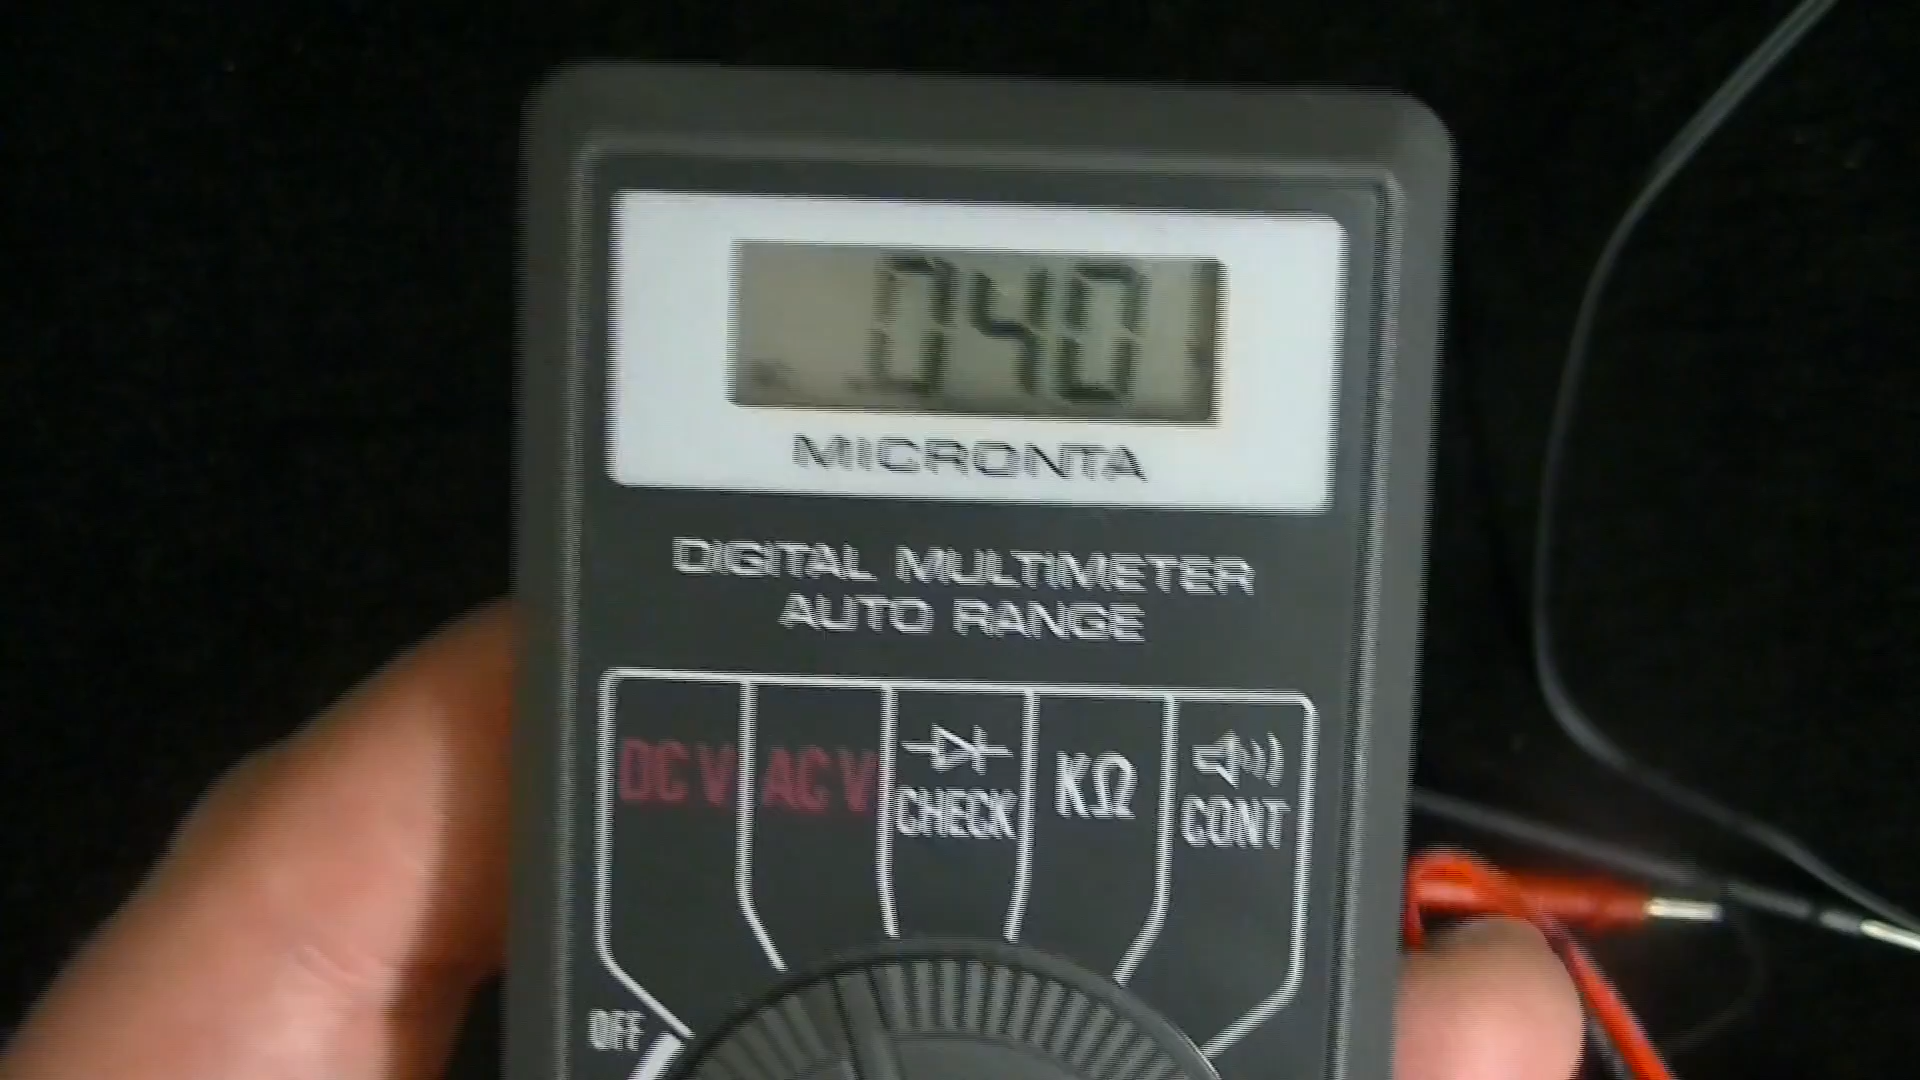 .040
MICRONTA
DIGITAL MULTIMETER
AUTO RANGE
DC V
AC V
CHECK
KΩ
CONT
OFF